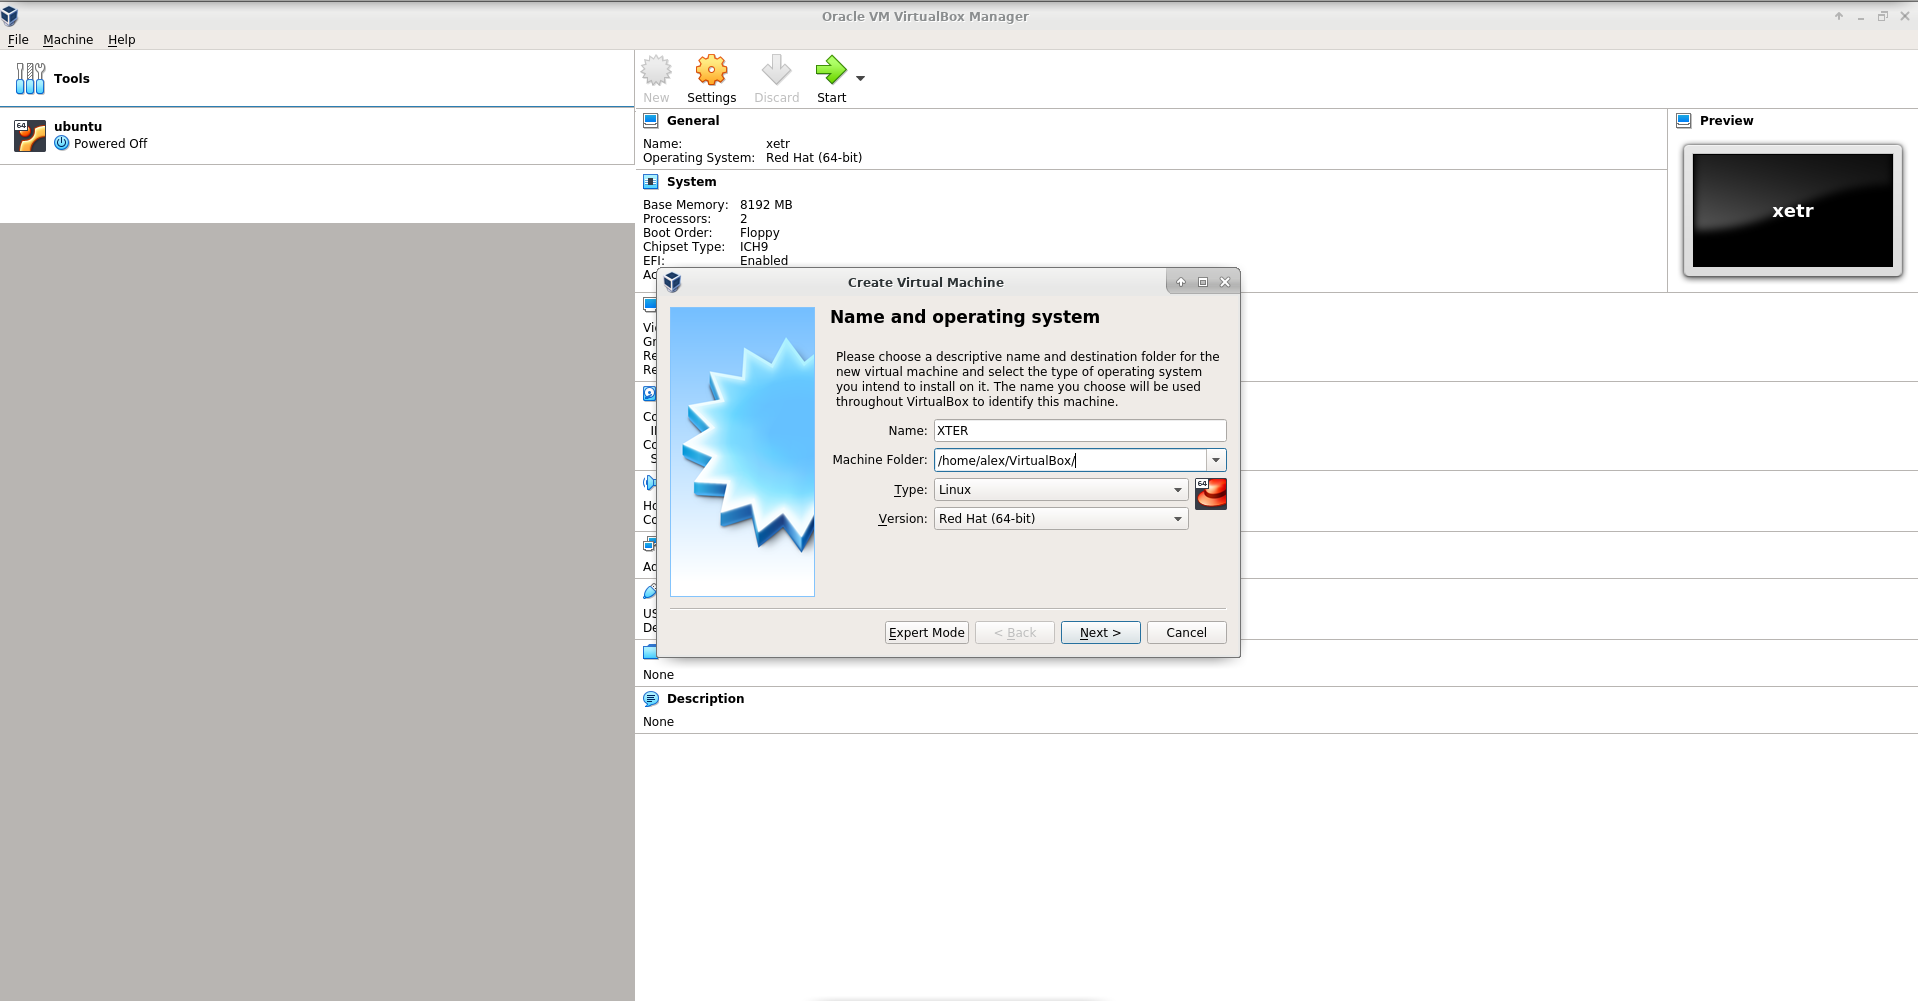 Oracle VM VirtualBox Manager
File Machine Help
Tools
New Settings Discard Start
64
ubuntu
Powered Off
General
Name: xetr
Operating System: Red Hat (64-bit)
Preview
xetr
System
Base Memory: 8192 MB
Processors: 2
Boot Order: Floppy
Chipset Type: ICH9
EFI: Enabled
Ac
Vi
Gr
Re
Re
Co
Co
S
Ho
Co
Ac
US
De
None
Description
None
Create Virtual Machine
Name and operating system
Please choose a descriptive name and destination folder for the
new virtual machine and select the type of operating system
you intend to install on it. The name you choose will be used
throughout VirtualBox to identify this machine.
Name: XTER
Machine Folder: /home/alex/VirtualBox/
Type: Linux
64
Version: Red Hat (64-bit)
Expert Mode < Back Next > Cancel